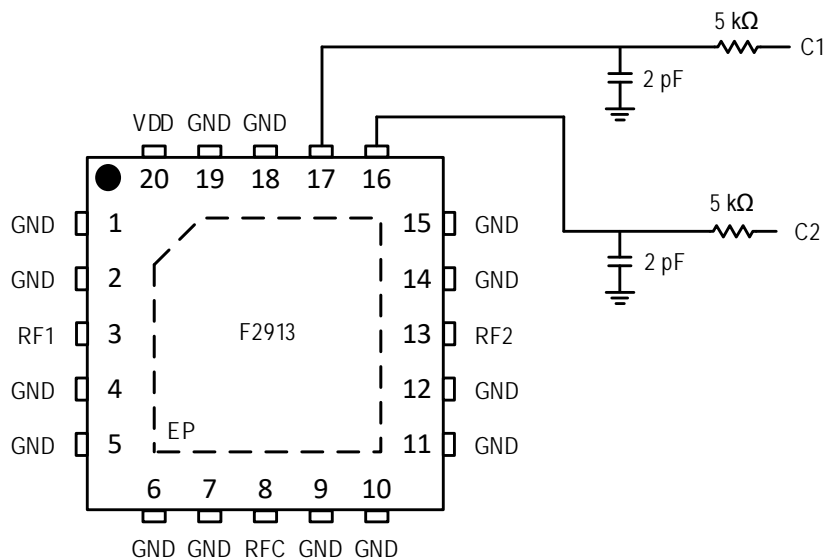 5 kΩ
C1
2 pF
VDD GND GND
20 19 18 17 16
5 kΩ
C2
2 pF
GND 1 15 GND
GND 2 14 GND
RF1 3 F2913 13 RF2
GND 4 12 GND
EP
GND 5 11 GND
6 7 8 9 10
GND GND RFC GND GND